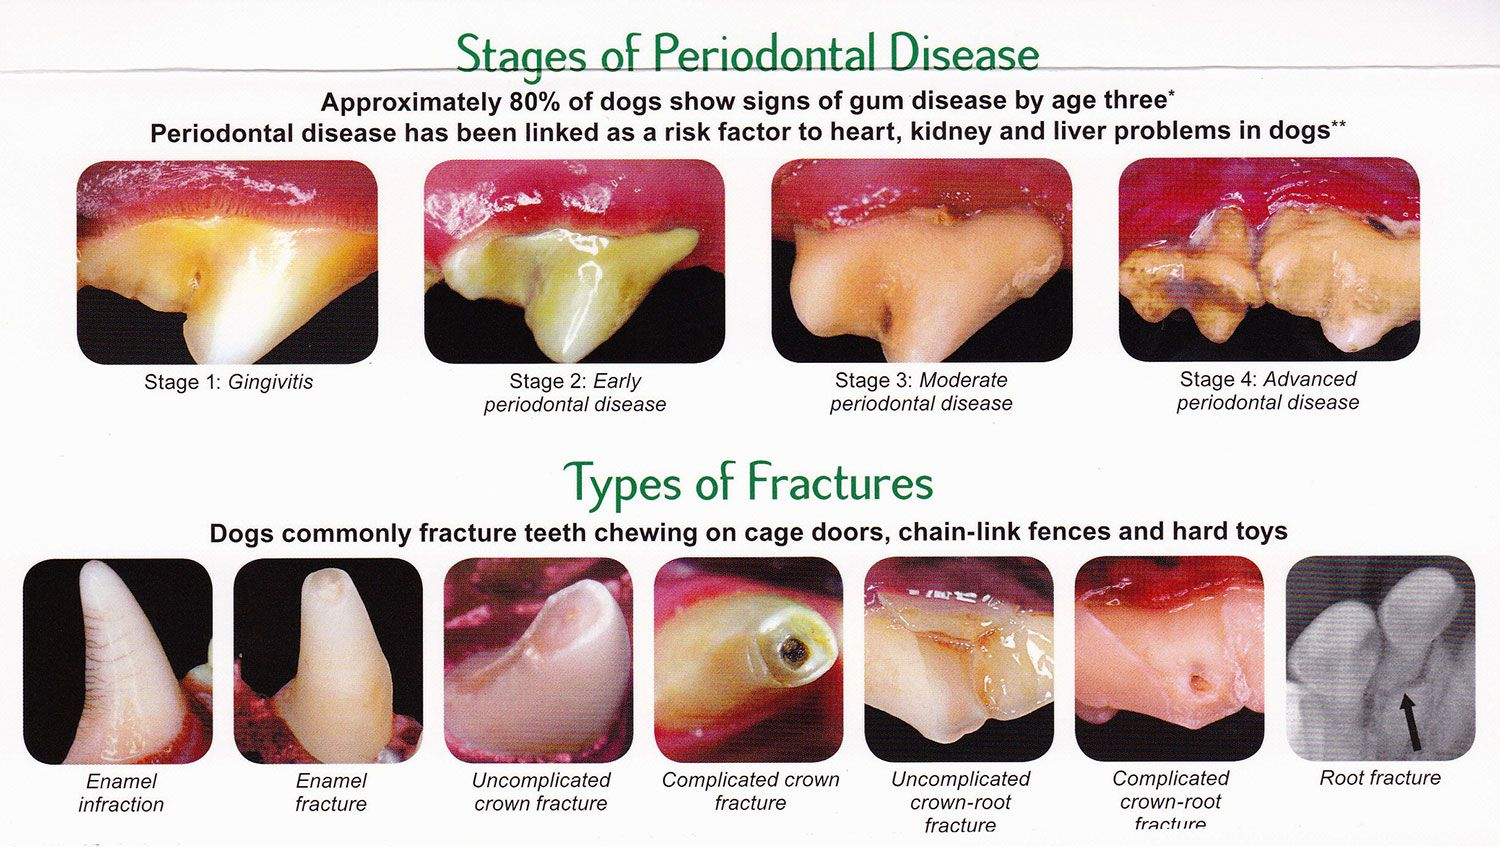 Stages of Periodontal Disease
Approximately 80% of dogs show signs of gum disease by age three*
Periodontal disease has been linked as a risk factor to heart, kidney and liver problems in dogs**
Stage 1: Gingivitis
Stage 2: Early
periodontal disease
Stage 3: Moderate
periodontal disease
Stage 4: Advanced
periodontal disease
Types of Fractures
Dogs commonly fracture teeth chewing on cage doors, chain-link fences and hard toys
Enamel
infraction
Enamel
fracture
Uncomplicated
crown fracture
Complicated crown
fracture
Uncomplicated
crown-root
fracture
Complicated
crown-root
fracture
Root fracture